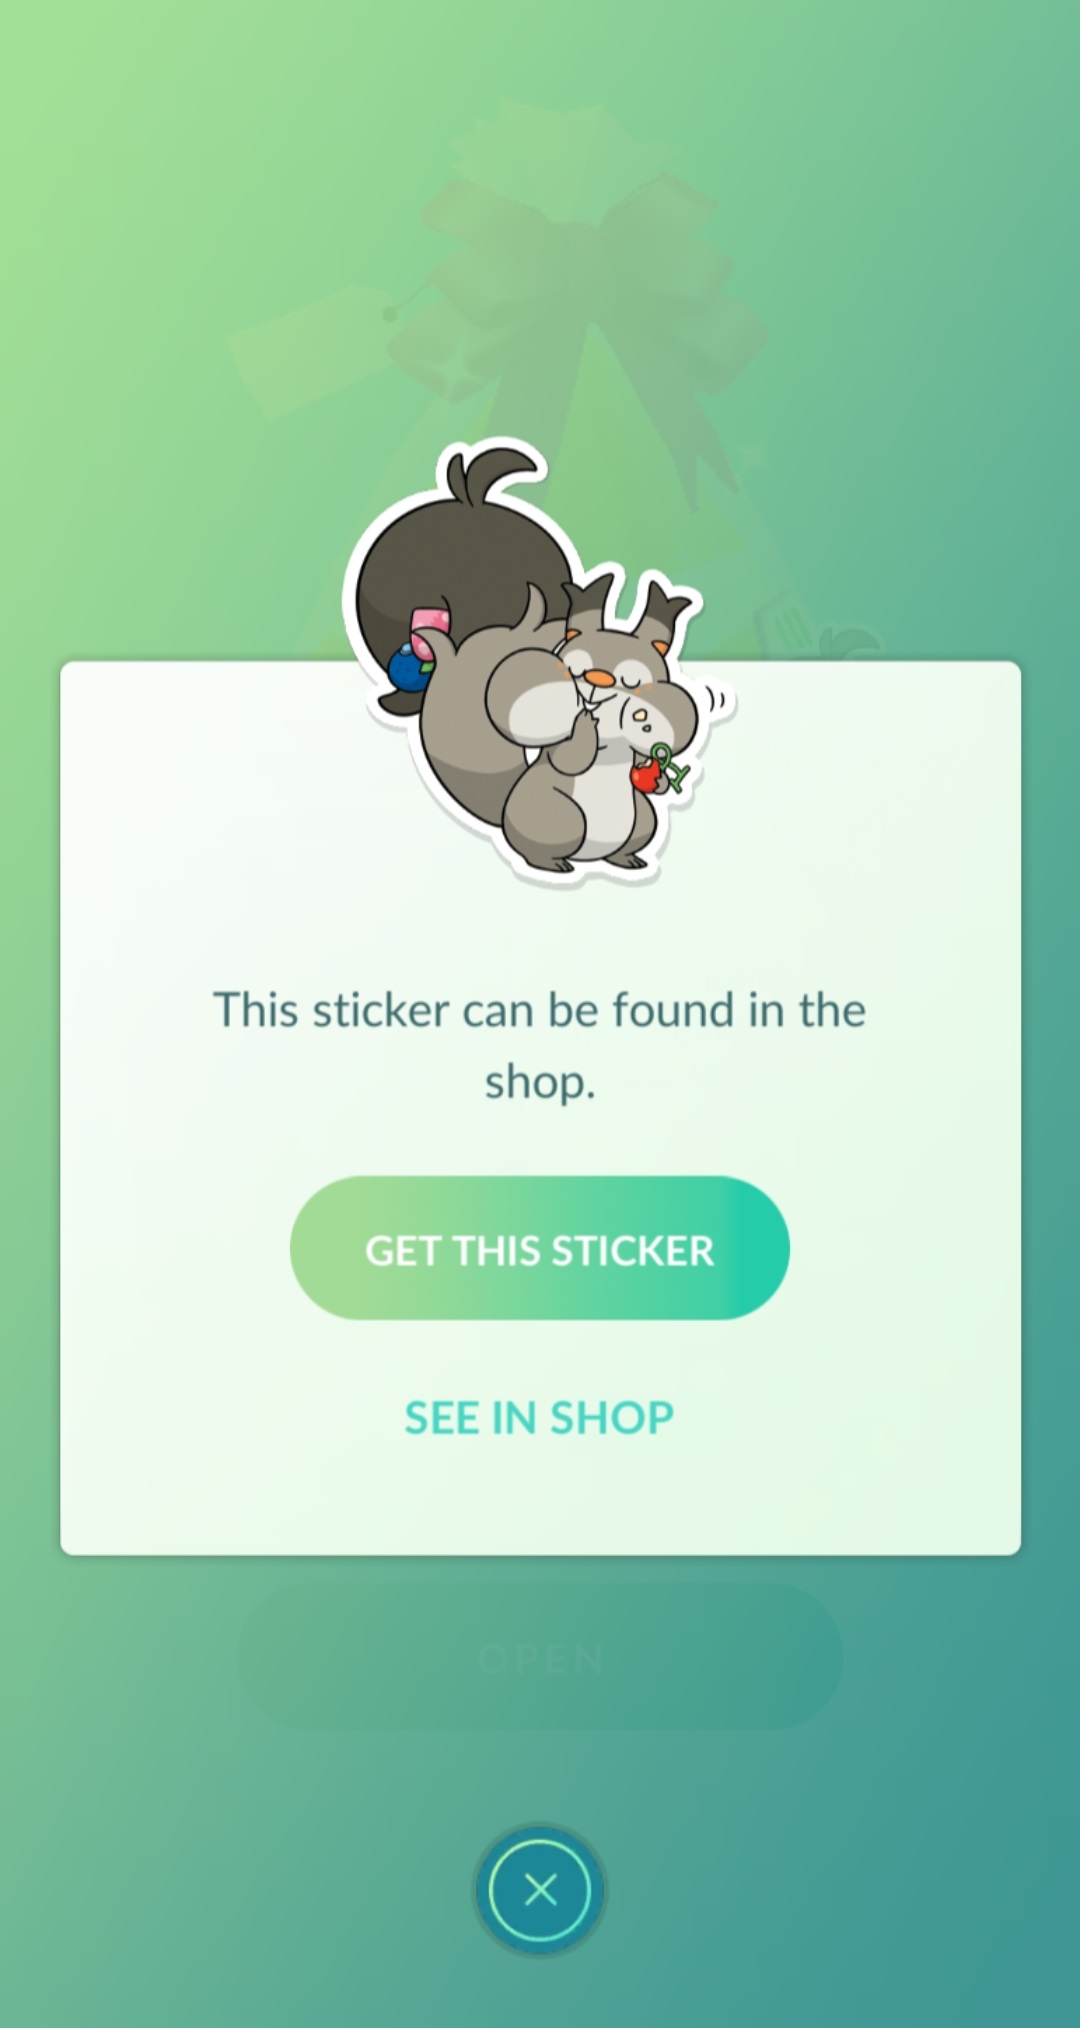 This sticker can be found in the
shop.
GET THIS STICKER
SEE IN SHOP
OPEN